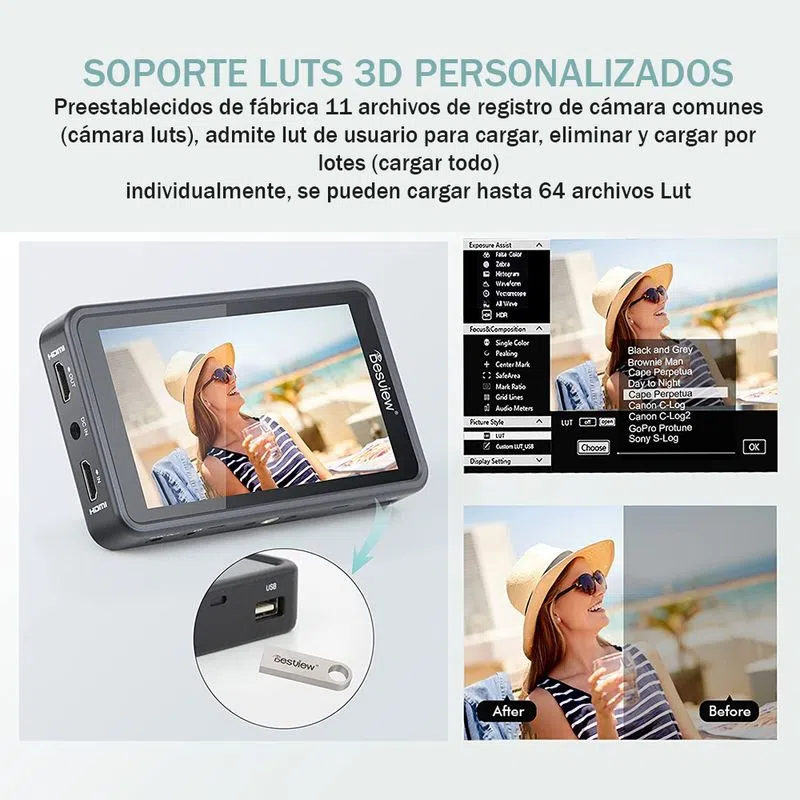 SOPORTE LUTS 3D PERSONALIZADOS
Preestablecidos de fábrica 11 archivos de registro de cámara comunes
(cámara luts), admite lut de usuario para cargar, eliminar y cargar por
lotes (cargar todo)
individualmente, se pueden cargar hasta 64 archivos Lut
HDMI
OUT
DC IN
IN
HDMI
Desview®
USB
Desview®
Exposure Assist
False Color
Zebra
Histogram
Waveform
Vectorscope
All Wave
HDR
Focus&Composition
Single Color
Peaking
Center Mark
SafeArea
Mark Ratio
Grid Lines
Audio Meters
Picture Style
LUT
Custom LUT_USB
Display Setting
Black and Grey
Brownie Man
Cape Perpetua
Day to Night
Cape Perpetua
Canon C-Log
Canon C-Log2
GoPro Protune
Sony S-Log
LUT off open
Choose
OK
After
Before